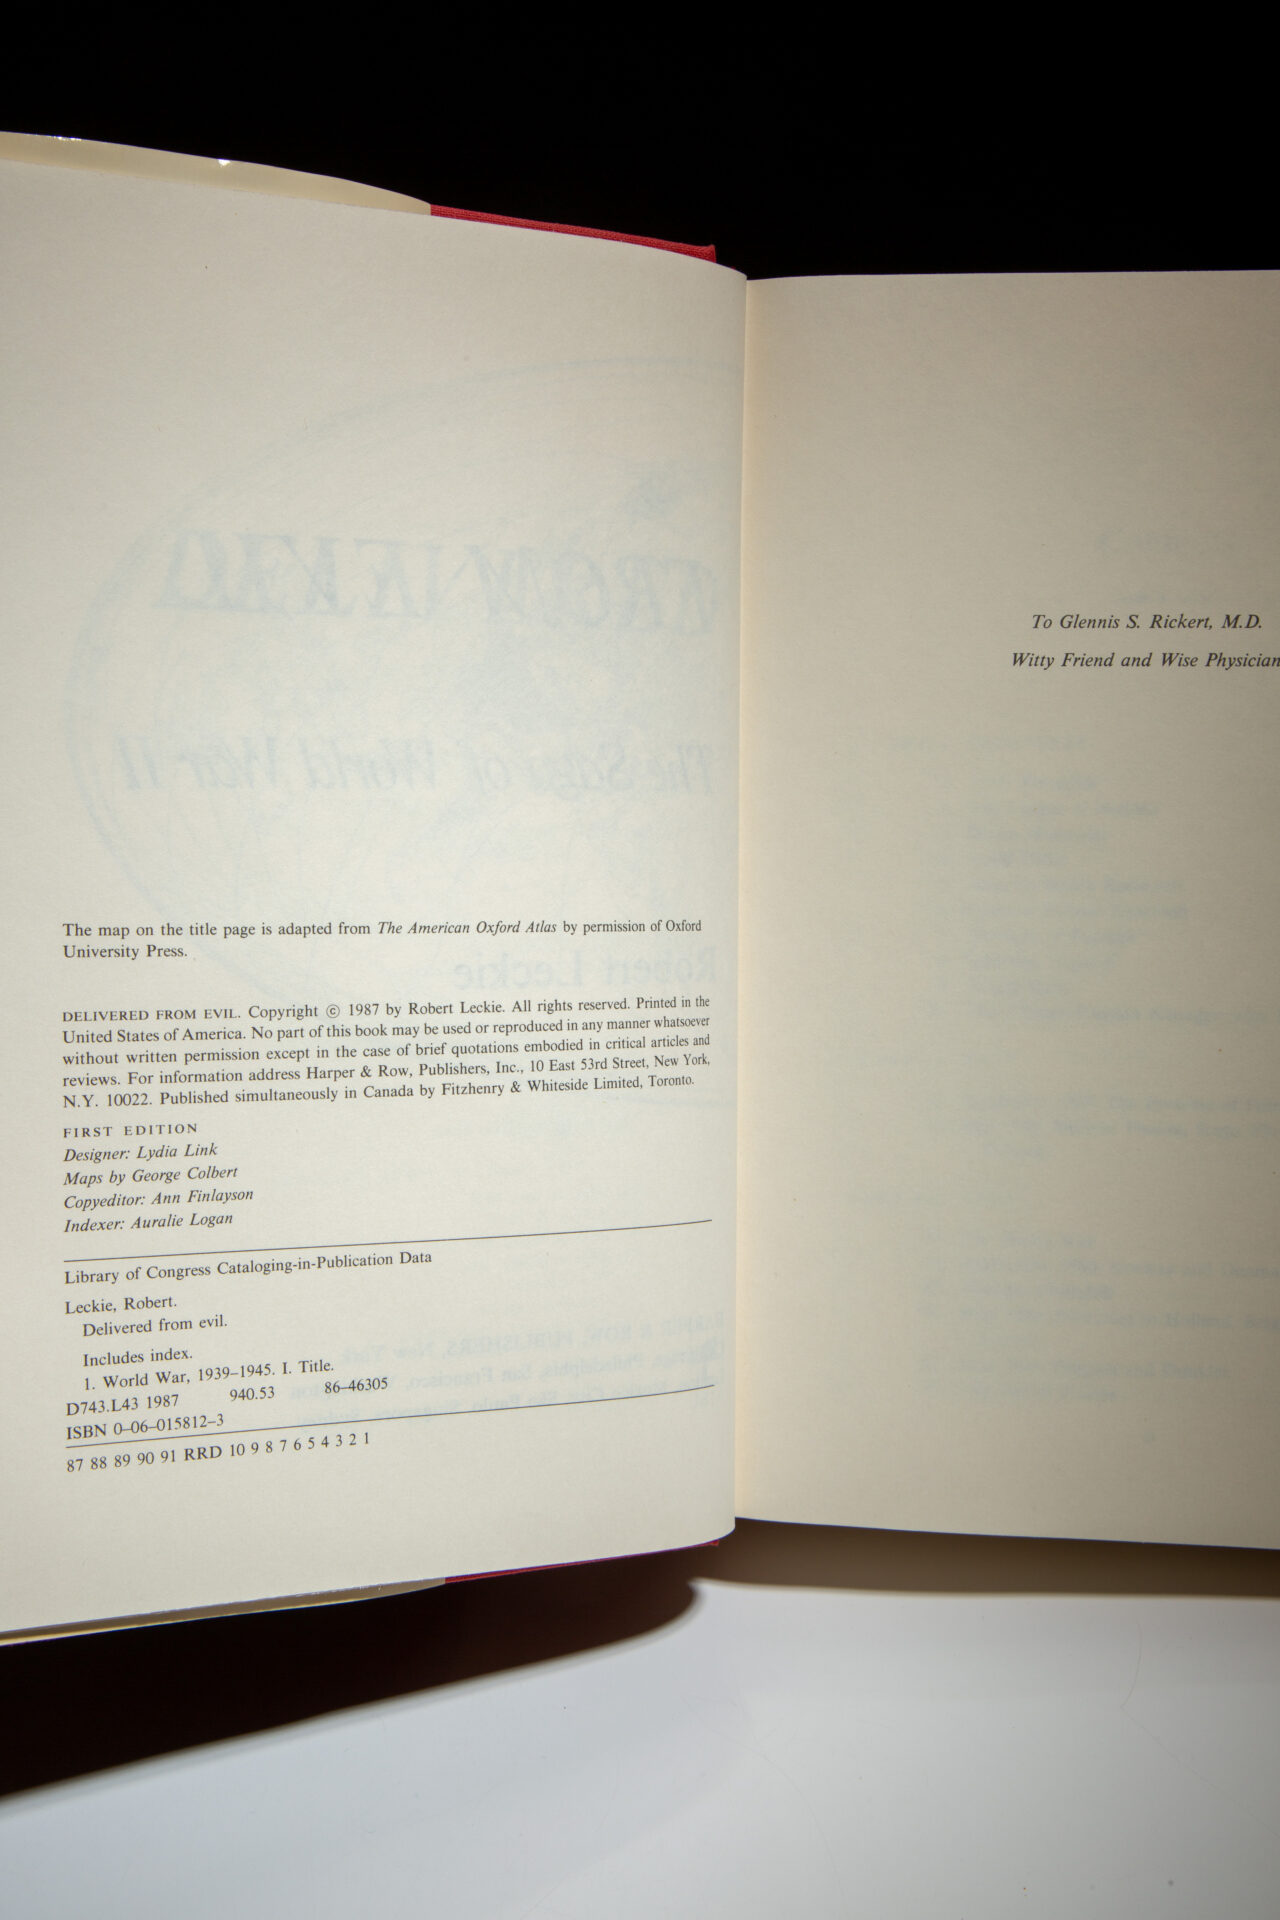 The map on the title page is adapted from The American Oxford Atlas by permission of Oxford
University Press.
DELIVERED FROM EVIL. Copyright © 1987 by Robert Leckie. All rights reserved. Printed in the
United States of America. No part of this book may be used or reproduced in any manner whatsoever
without written permission except in the case of brief quotations embodied in critical articles and
reviews. For information address Harper & Row, Publishers, Inc., 10 East 53rd Street, New York,
N.Y. 10022. Published simultaneously in Canada by Fitzhenry & Whiteside Limited, Toronto.
FIRST EDITION
Designer: Lydia Link
Maps by George Colbert
Copyeditor: Ann Finlayson
Indexer: Auralie Logan
Library of Congress Cataloging-in-Publication Data
Leckie, Robert.
Delivered from evil.
Includes index.
1. World War, 1939–1945. I. Title.
D743.L43 1987 940.53 86–46305
ISBN 0–06–015812–3
87 88 89 90 91 RRD 10 9 8 7 6 5 4 3 2 1
To Glennis S. Rickert, M.D.
Witty Friend and Wise Physician